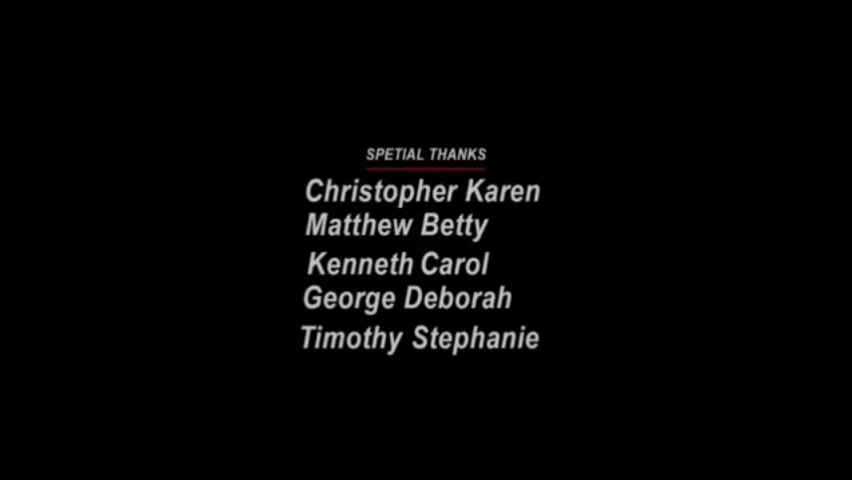 SPETIAL THANKS
Christopher Karen
Matthew Betty
Kenneth Carol
George Deborah
Timothy Stephanie